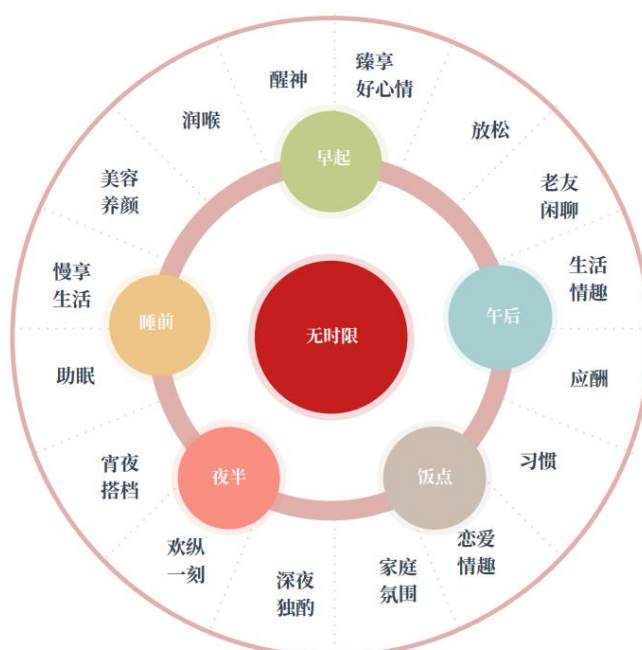 臻享
好心情
醒神
润喉
放松
早起
美容
养颜
老友
闲聊
慢享
生活
生活
情趣
睡前
无时限
午后
助眠
应酬
宵夜
搭档
夜半
饭点
习惯
欢纵
一刻
深夜
独酌
家庭
氛围
恋爱
情趣